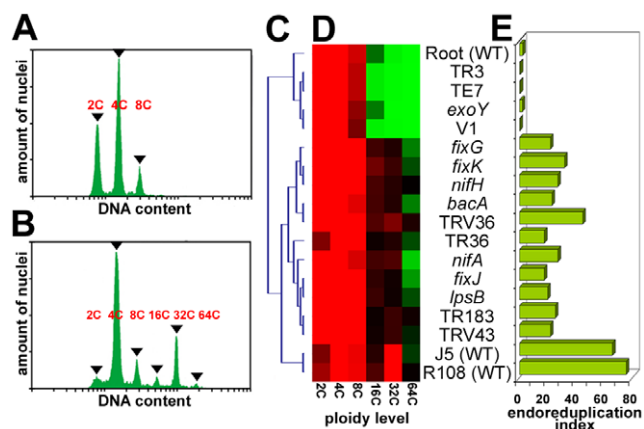 A
amount of nuclei
2C 4C 8C
DNA content
B
amount of nuclei
2C 4C 8C 16C 32C 64C
DNA content
C
D
ploidy level
Root (WT)
TR3
TE7
exoY
V1
fixG
fixK
nifH
bacA
TRV36
TR36
nifA
fixJ
lpsB
TR183
TRV43
J5 (WT)
R108 (WT)
2C 4C 8C 16C 32C 64C
ploidy level
E
0 20 40 60 80
endoreduplication
index